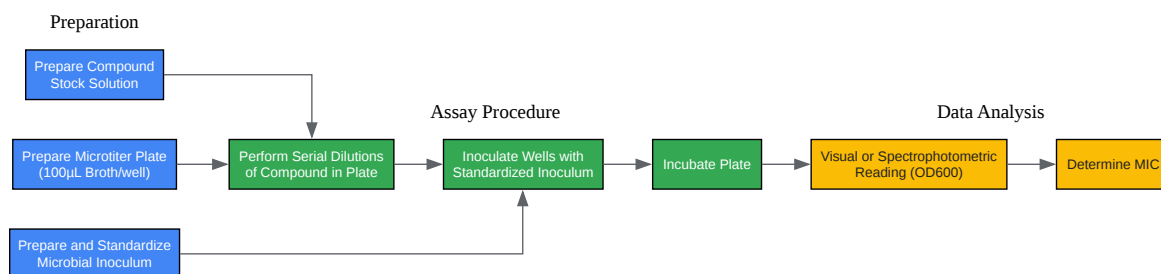 Preparation
Prepare Compound
Stock Solution
Assay Procedure
Data Analysis
Prepare Microtiter Plate
(100µL Broth/well)
Perform Serial Dilutions
of Compound in Plate
Inoculate Wells with
Standardized Inoculum
Incubate Plate
Visual or Spectrophotometric
Reading (OD600)
Determine MIC
Prepare and Standardize
Microbial Inoculum